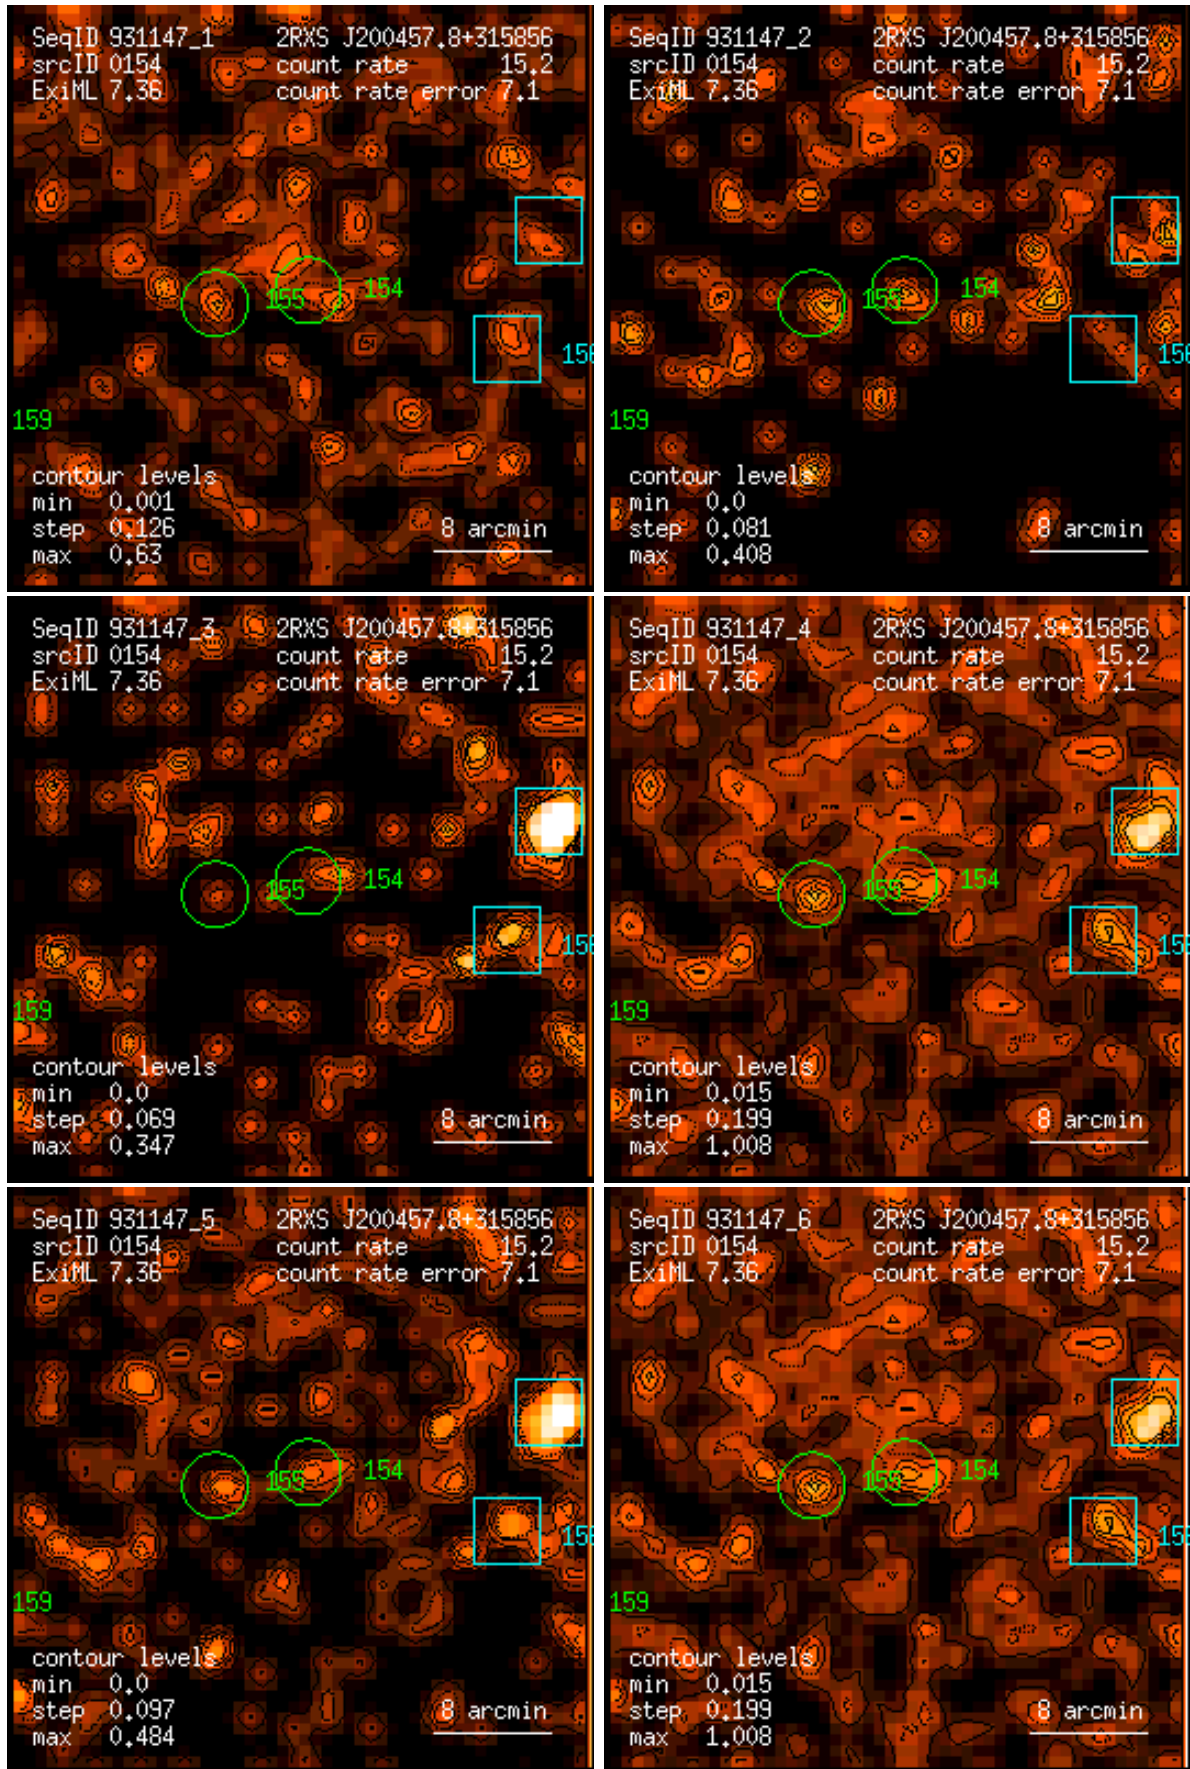 SeqID 931147_1 2RXS J200457.8+315856
srcID 0154 count rate 15.2
ExiML 7.36 count rate error 7.1
155 154
156
159
contour levels
min 0.001
step 0.126
max 0.63
8 arcmin
SeqID 931147_2 2RXS J200457.8+315856
srcID 0154 count rate 15.2
ExiML 7.36 count rate error 7.1
155 154
156
159
contour levels
min 0.0
step 0.081
max 0.408
8 arcmin
SeqID 931147_3 2RXS J200457.8+315856
srcID 0154 count rate 15.2
ExiML 7.36 count rate error 7.1
155 154
156
159
contour levels
min 0.0
step 0.069
max 0.347
8 arcmin
SeqID 931147_4 2RXS J200457.8+315856
srcID 0154 count rate 15.2
ExiML 7.36 count rate error 7.1
155 154
156
159
contour levels
min 0.015
step 0.199
max 1.008
8 arcmin
SeqID 931147_5 2RXS J200457.8+315856
srcID 0154 count rate 15.2
ExiML 7.36 count rate error 7.1
155 154
156
159
contour levels
min 0.0
step 0.097
max 0.484
8 arcmin
SeqID 931147_6 2RXS J200457.8+315856
srcID 0154 count rate 15.2
ExiML 7.36 count rate error 7.1
155 154
156
159
contour levels
min 0.015
step 0.199
max 1.008
8 arcmin